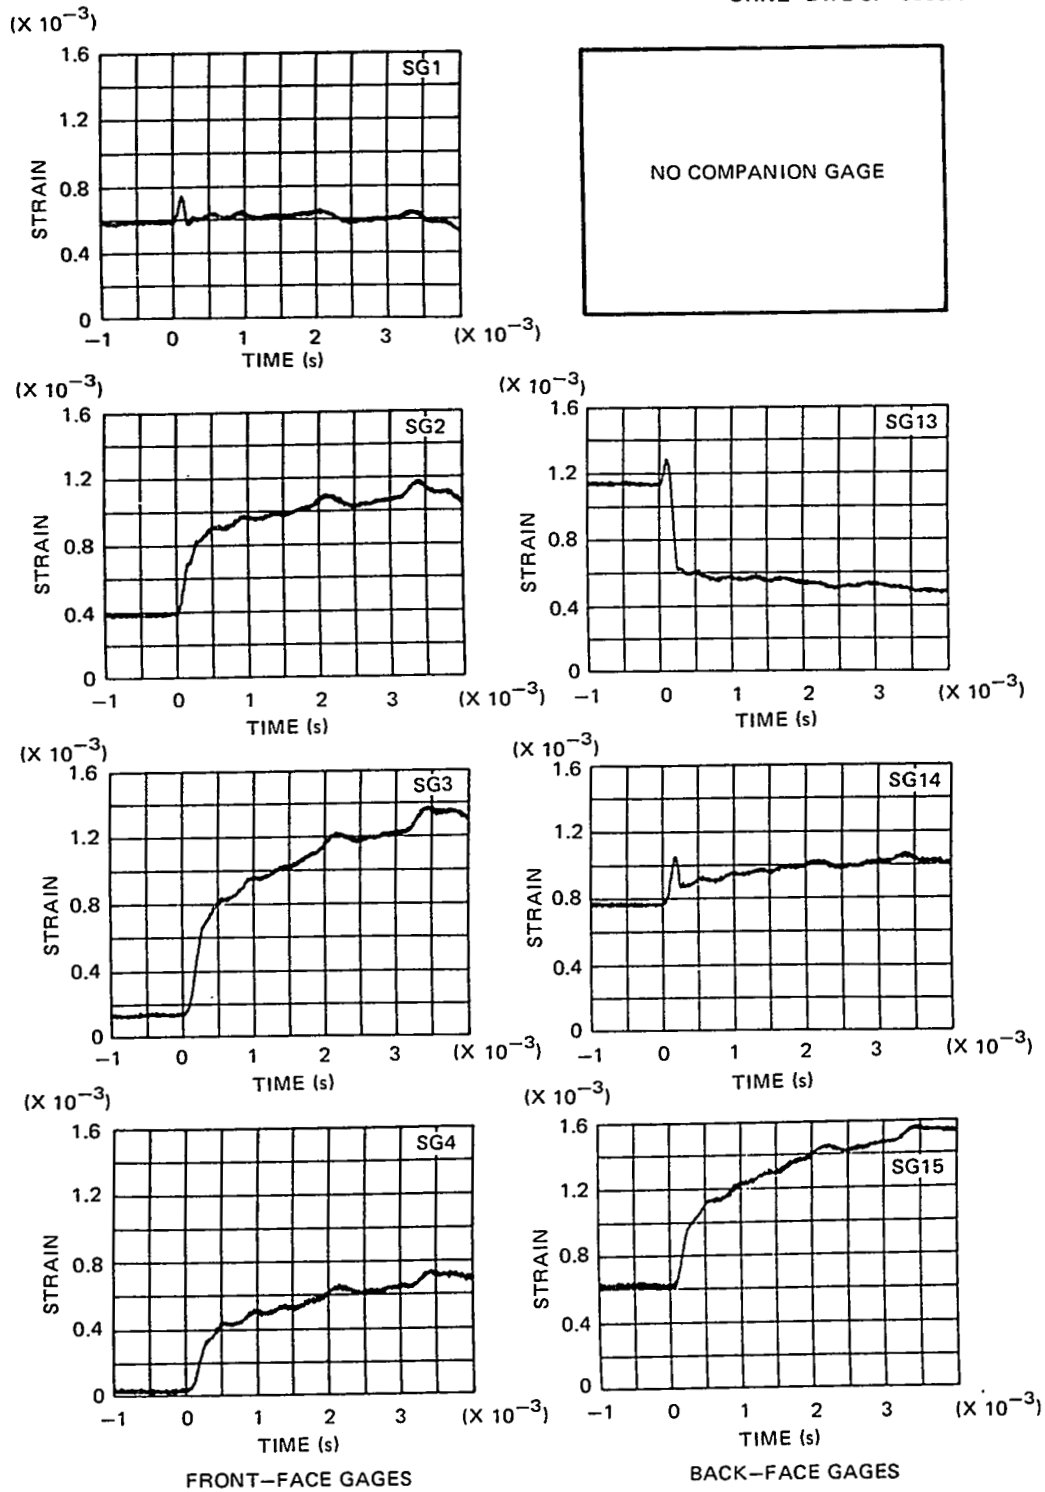 (X 10⁻³)
1.6
1.2
0.8
0.4
0
STRAIN
SG1
−1 0 1 2 3 (X 10⁻³)
TIME (s)
NO COMPANION GAGE
(X 10⁻³)
1.6
1.2
0.8
0.4
0
STRAIN
SG2
−1 0 1 2 3 (X 10⁻³)
TIME (s)
(X 10⁻³)
1.6
1.2
0.8
0.4
0
STRAIN
SG13
−1 0 1 2 3 (X 10⁻³)
TIME (s)
(X 10⁻³)
1.6
1.2
0.8
0.4
0
STRAIN
SG3
−1 0 1 2 3 (X 10⁻³)
TIME (s)
(X 10⁻³)
1.6
1.2
0.8
0.4
0
STRAIN
SG14
−1 0 1 2 3 (X 10⁻³)
TIME (s)
(X 10⁻³)
1.6
1.2
0.8
0.4
0
STRAIN
SG4
−1 0 1 2 3 (X 10⁻³)
TIME (s)
FRONT—FACE GAGES
(X 10⁻³)
1.6
1.2
0.8
0.4
0
STRAIN
SG15
−1 0 1 2 3 (X 10⁻³)
TIME (s)
BACK—FACE GAGES